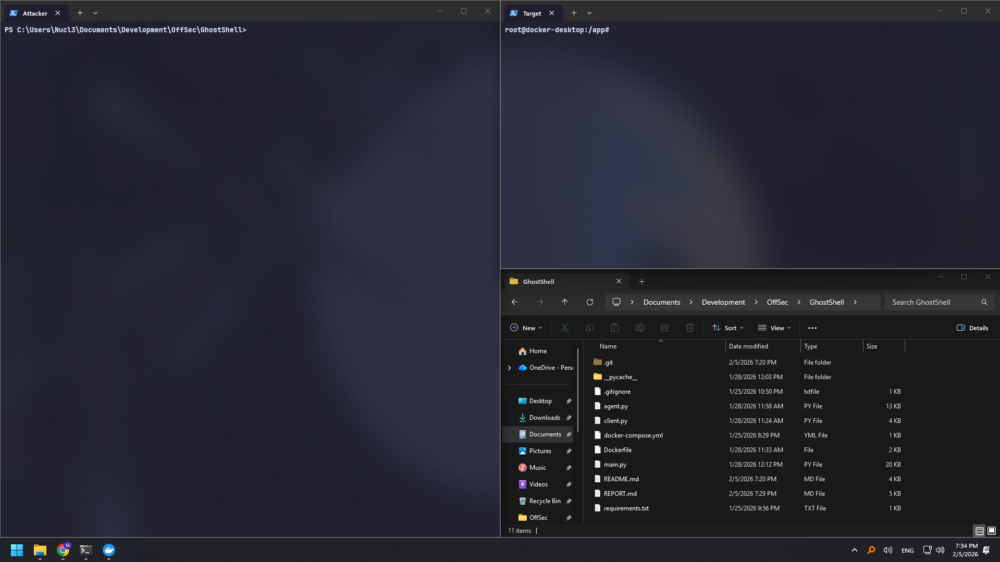 Attacker
PS C:\Users\Nucl3\Documents\Development\OffSec\GhostShell>
Target
root@docker-desktop:/app#
GhostShell
Documents
Development
OffSec
GhostShell
Search GhostShell
New
Sort
View
Details
Home
OneDrive - Pers
Desktop
Downloads
Documents
Pictures
Music
Videos
Recycle Bin
OffSec
Name Date modified Type Size
.git 2/5/2026 7:20 PM File folder
__pycache__ 1/28/2026 12:03 PM File folder
.gitignore 1/25/2026 10:50 PM txtfile 1 KB
agent.py 1/28/2026 11:58 AM PY File 13 KB
client.py 1/28/2026 11:24 AM PY File 4 KB
docker-compose.yml 1/25/2026 8:29 PM YML File 1 KB
Dockerfile 1/28/2026 11:33 AM File 2 KB
main.py 1/28/2026 12:12 PM PY File 20 KB
README.md 2/5/2026 7:20 PM MD File 4 KB
REPORT.md 2/5/2026 7:29 PM MD File 5 KB
requirements.txt 1/25/2026 9:56 PM TXT File 1 KB
11 items
M
ENG
7:34 PM
2/5/2026